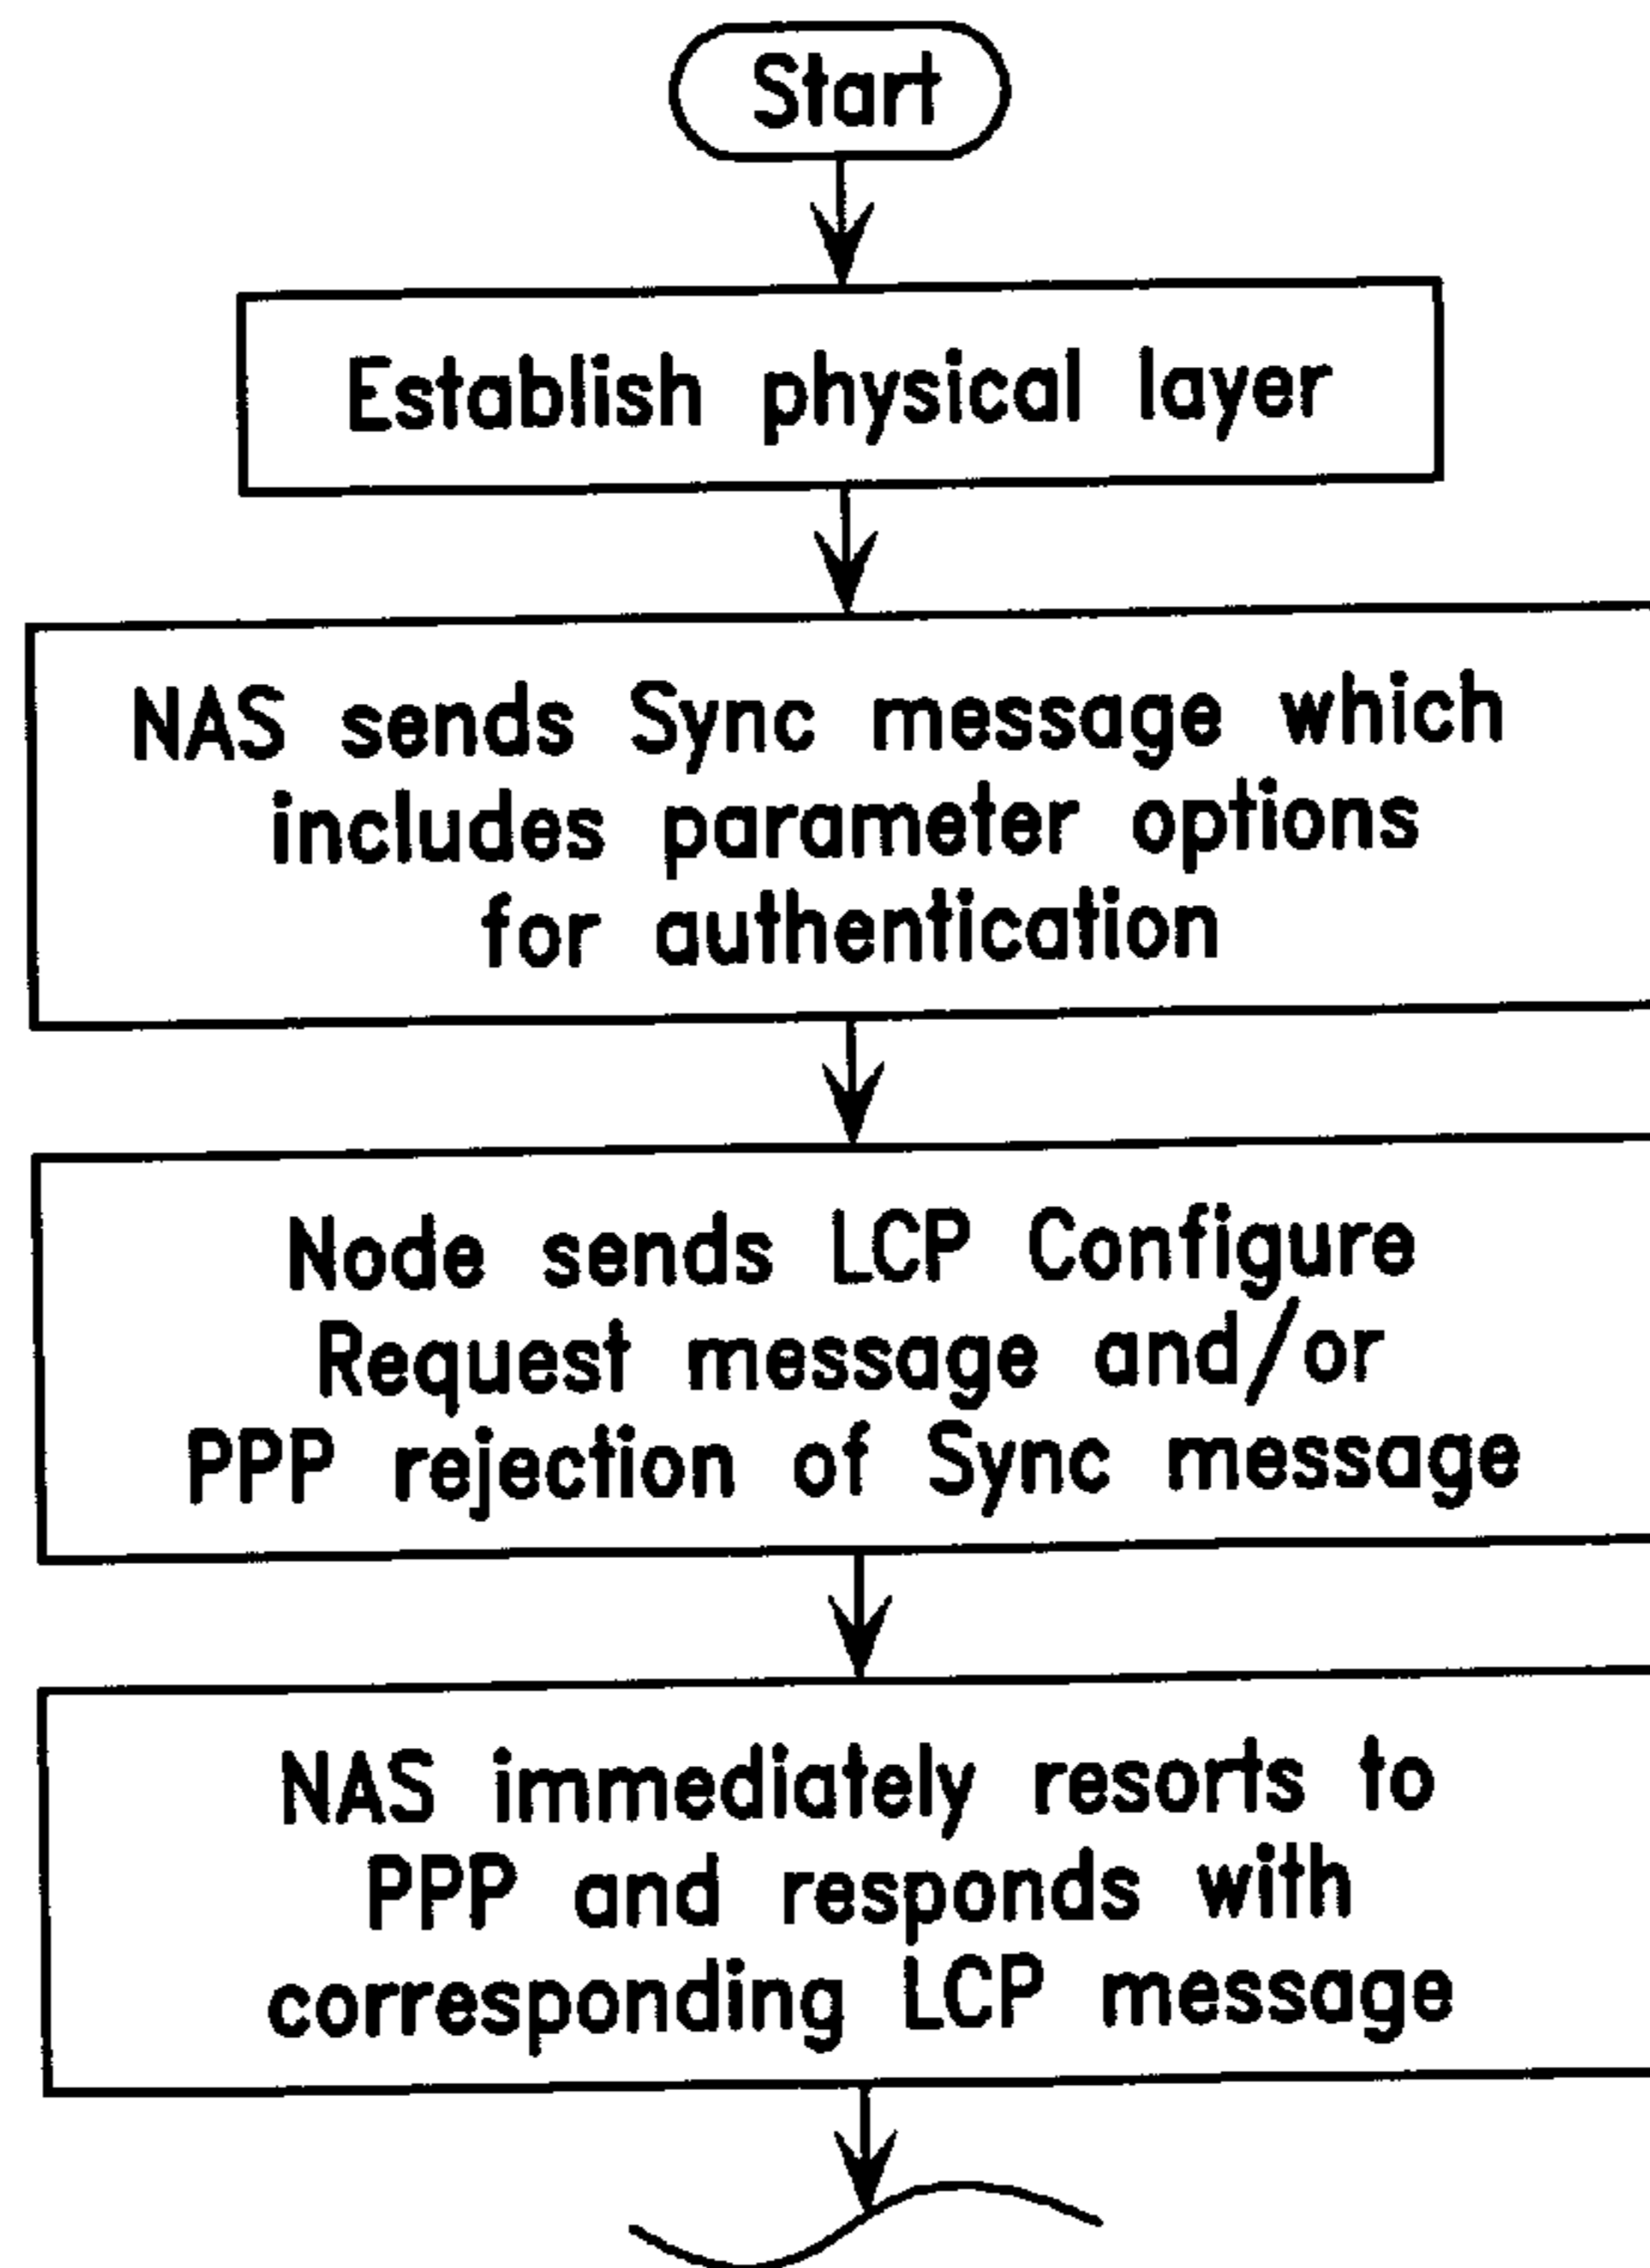 Start
Establish physical layer
NAS sends Sync message which
includes parameter options
for authentication
Node sends LCP Configure
Request message and/or
PPP rejection of Sync message
NAS immediately resorts to
PPP and responds with
corresponding LCP message